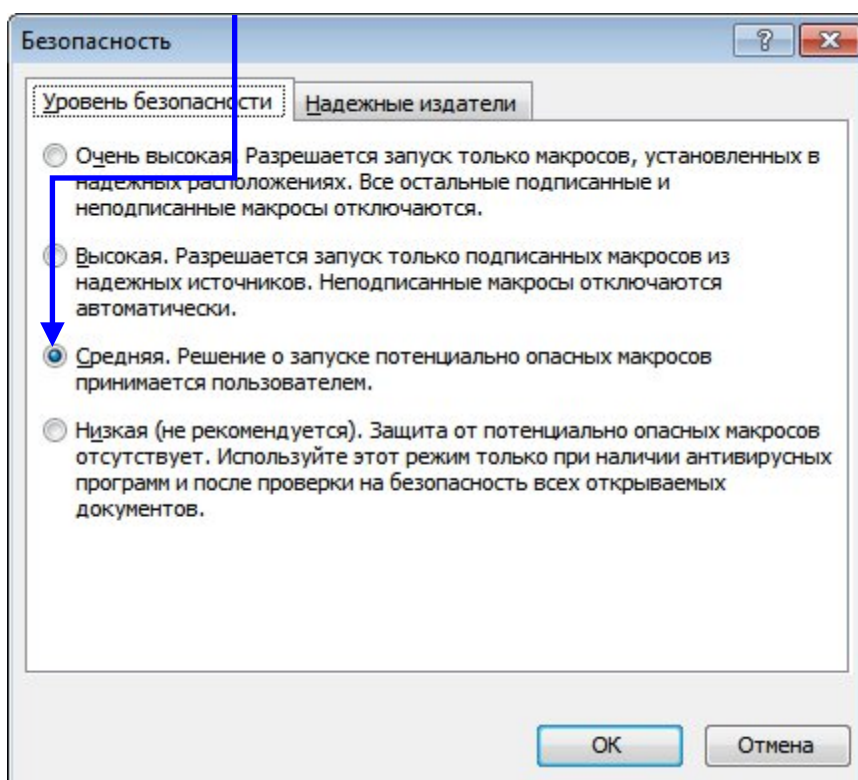 Безопасность
Уровень безопасности
Надежные издатели
Очень высокая. Разрешается запуск только макросов, установленных в
надежных расположениях. Все остальные подписанные и
неподписанные макросы отключаются.
Высокая. Разрешается запуск только подписанных макросов из
надежных источников. Неподписанные макросы отключаются
автоматически.
Средняя. Решение о запуске потенциально опасных макросов
принимается пользователем.
Низкая (не рекомендуется). Защита от потенциально опасных макросов
отсутствует. Используйте этот режим только при наличии антивирусных
программ и после проверки на безопасность всех открываемых
документов.
ОК
Отмена